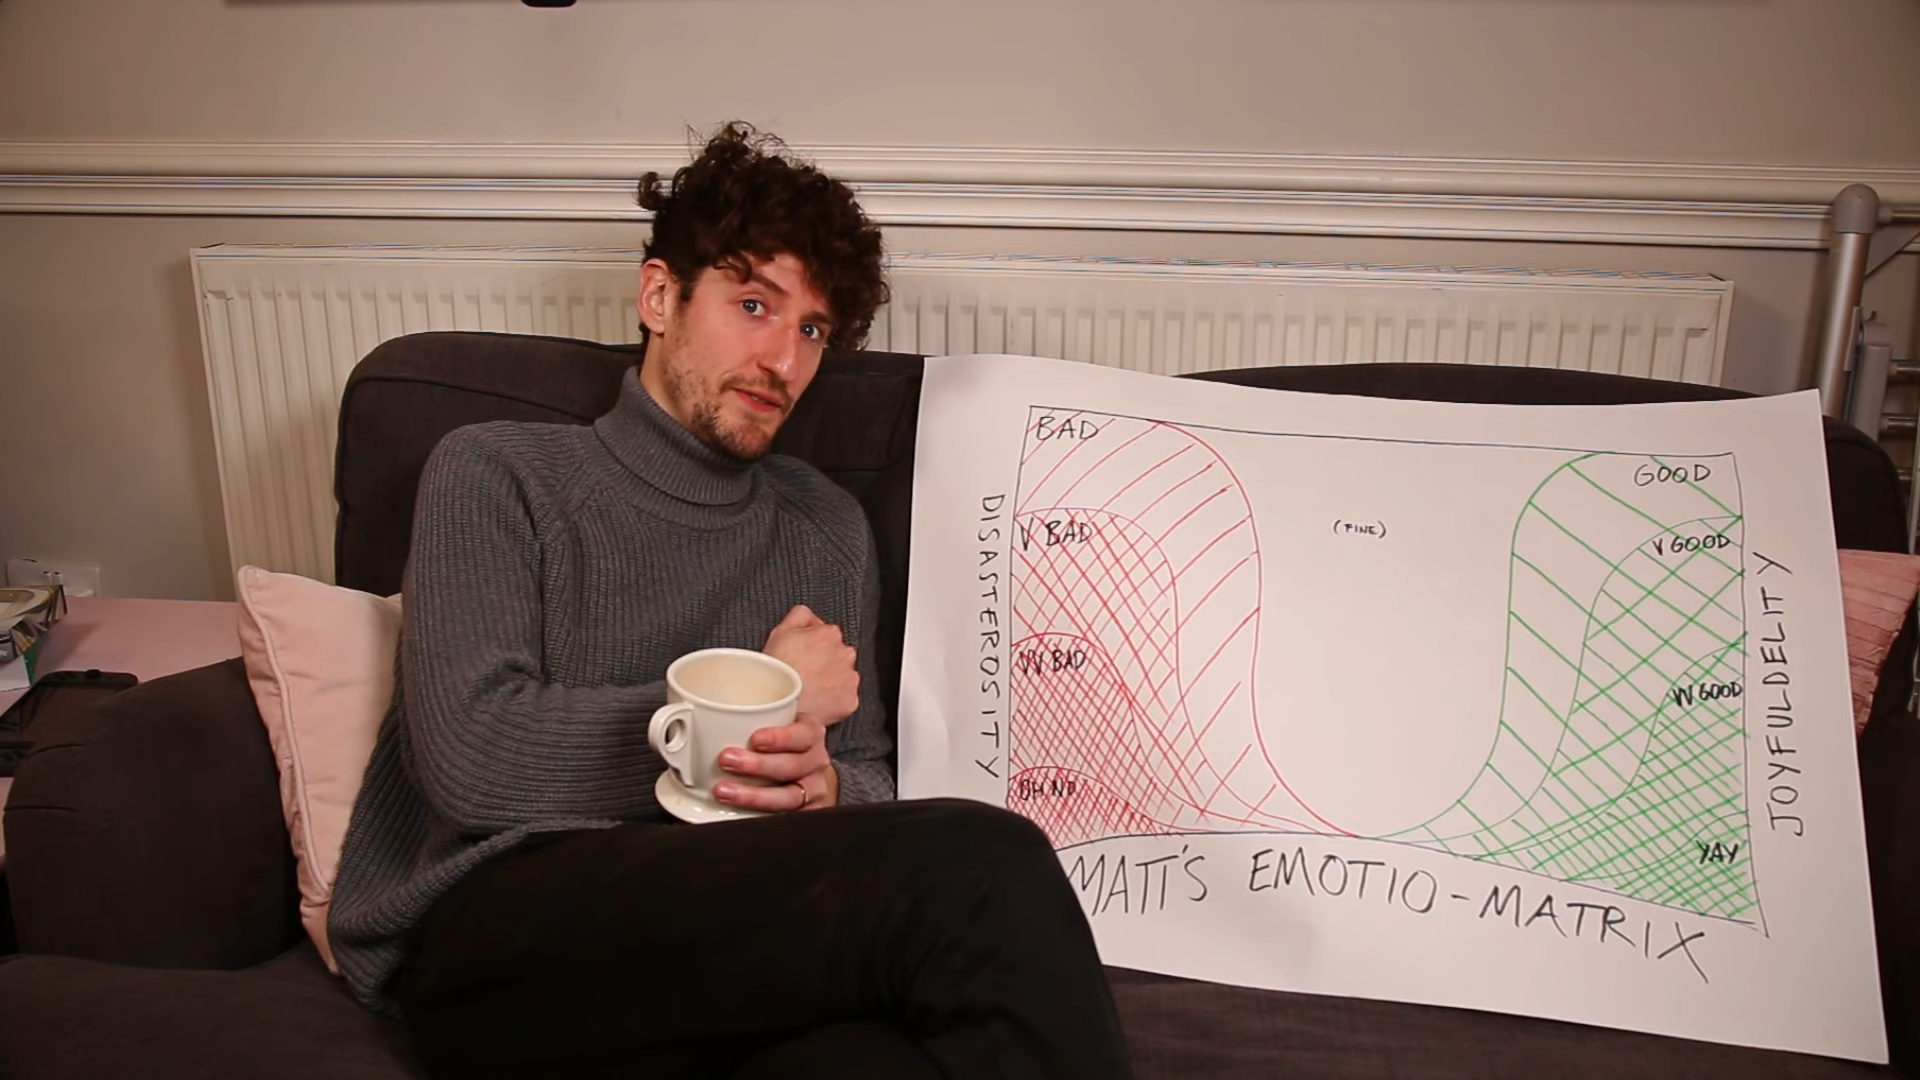 BAD
V BAD
VV BAD
OH NO
DISASTEROSITY
(FINE)
GOOD
V GOOD
VV GOOD
YAY
JOYFULDELITY
MATT'S EMOTIO-MATRIX